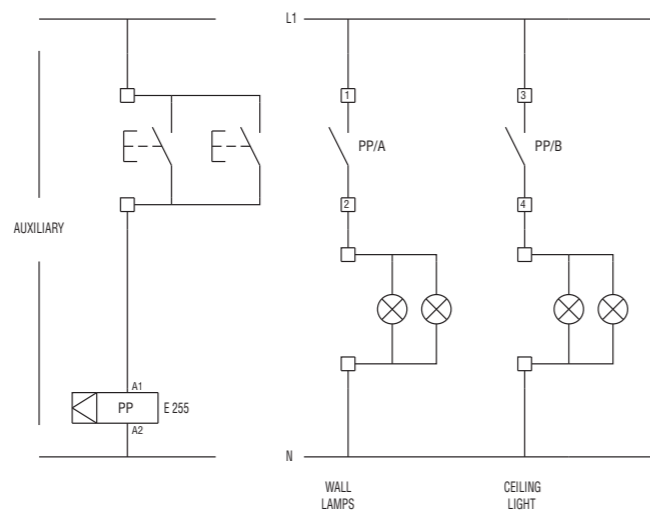 L1
1
3
PP/A
PP/B
2
4
AUXILIARY
A1
PP
E 255
A2
N
WALL
LAMPS
CEILING
LIGHT